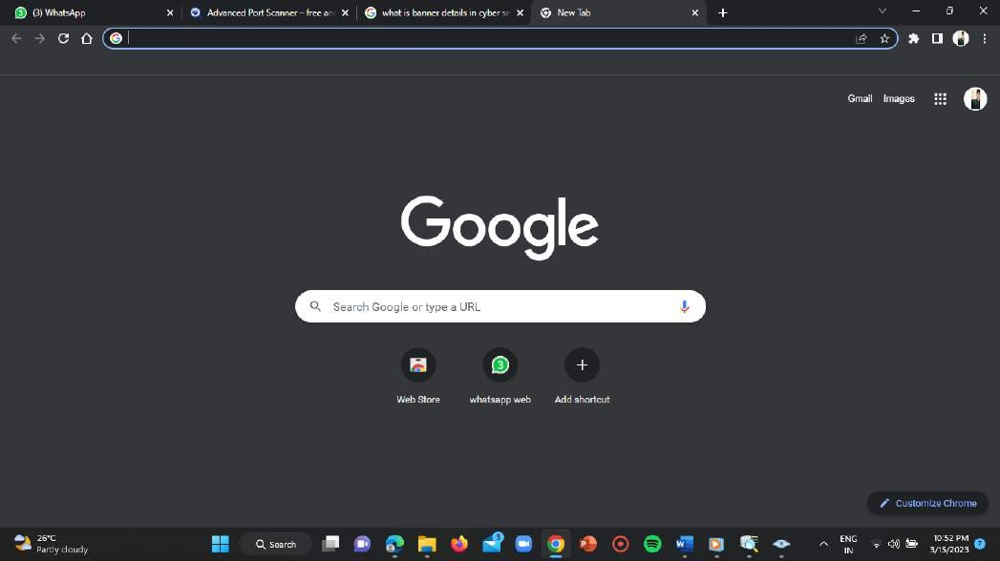 (3) WhatsApp
Advanced Port Scanner – free an
what is banner details in cyber se
New Tab
Gmail Images
Google
Search Google or type a URL
3
Web Store whatsapp web Add shortcut
Customize Chrome
26°C
Partly cloudy
Search
3
ENG
IN
10:52 PM
3/15/2023
7